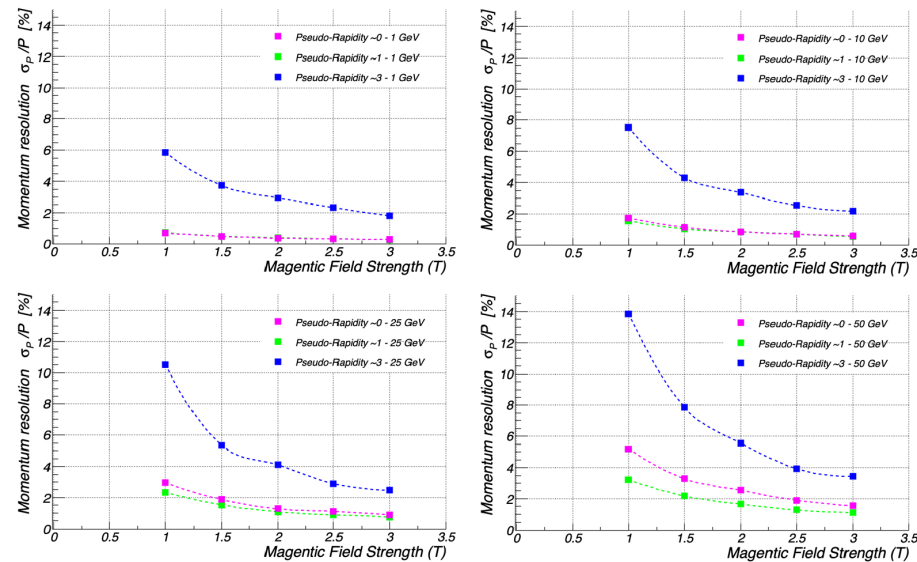 Momentum resolution σP/P [%]
14
12
10
8
6
4
2
0
Pseudo-Rapidity ~0 - 1 GeV
Pseudo-Rapidity ~1 - 1 GeV
Pseudo-Rapidity ~3 - 1 GeV
0 0.5 1 1.5 2 2.5 3 3.5
Magentic Field Strength (T)
Momentum resolution σP/P [%]
14
12
10
8
6
4
2
0
Pseudo-Rapidity ~0 - 10 GeV
Pseudo-Rapidity ~1 - 10 GeV
Pseudo-Rapidity ~3 - 10 GeV
0 0.5 1 1.5 2 2.5 3 3.5
Magentic Field Strength (T)
Momentum resolution σP/P [%]
14
12
10
8
6
4
2
0
Pseudo-Rapidity ~0 - 25 GeV
Pseudo-Rapidity ~1 - 25 GeV
Pseudo-Rapidity ~3 - 25 GeV
0 0.5 1 1.5 2 2.5 3 3.5
Magentic Field Strength (T)
Momentum resolution σP/P [%]
14
12
10
8
6
4
2
0
Pseudo-Rapidity ~0 - 50 GeV
Pseudo-Rapidity ~1 - 50 GeV
Pseudo-Rapidity ~3 - 50 GeV
0 0.5 1 1.5 2 2.5 3 3.5
Magentic Field Strength (T)